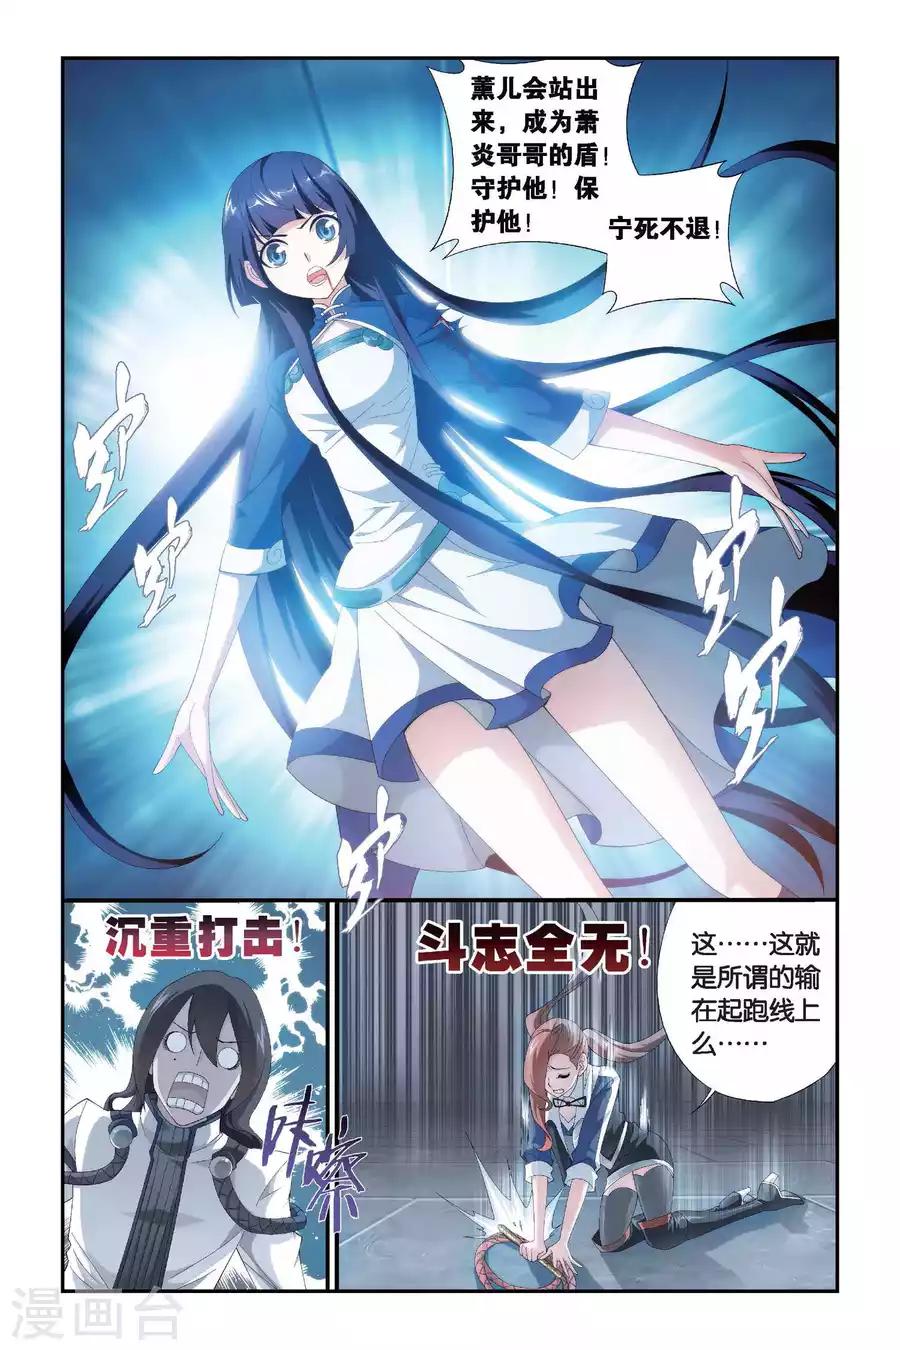 薰儿会站出
来，成为萧
炎哥哥的盾！
守护他！保
护他！
宁死不退！
沉重打击！
斗志全无！
这……这就
是所谓的输
在起跑线上
么……
咔
嚓
漫画台